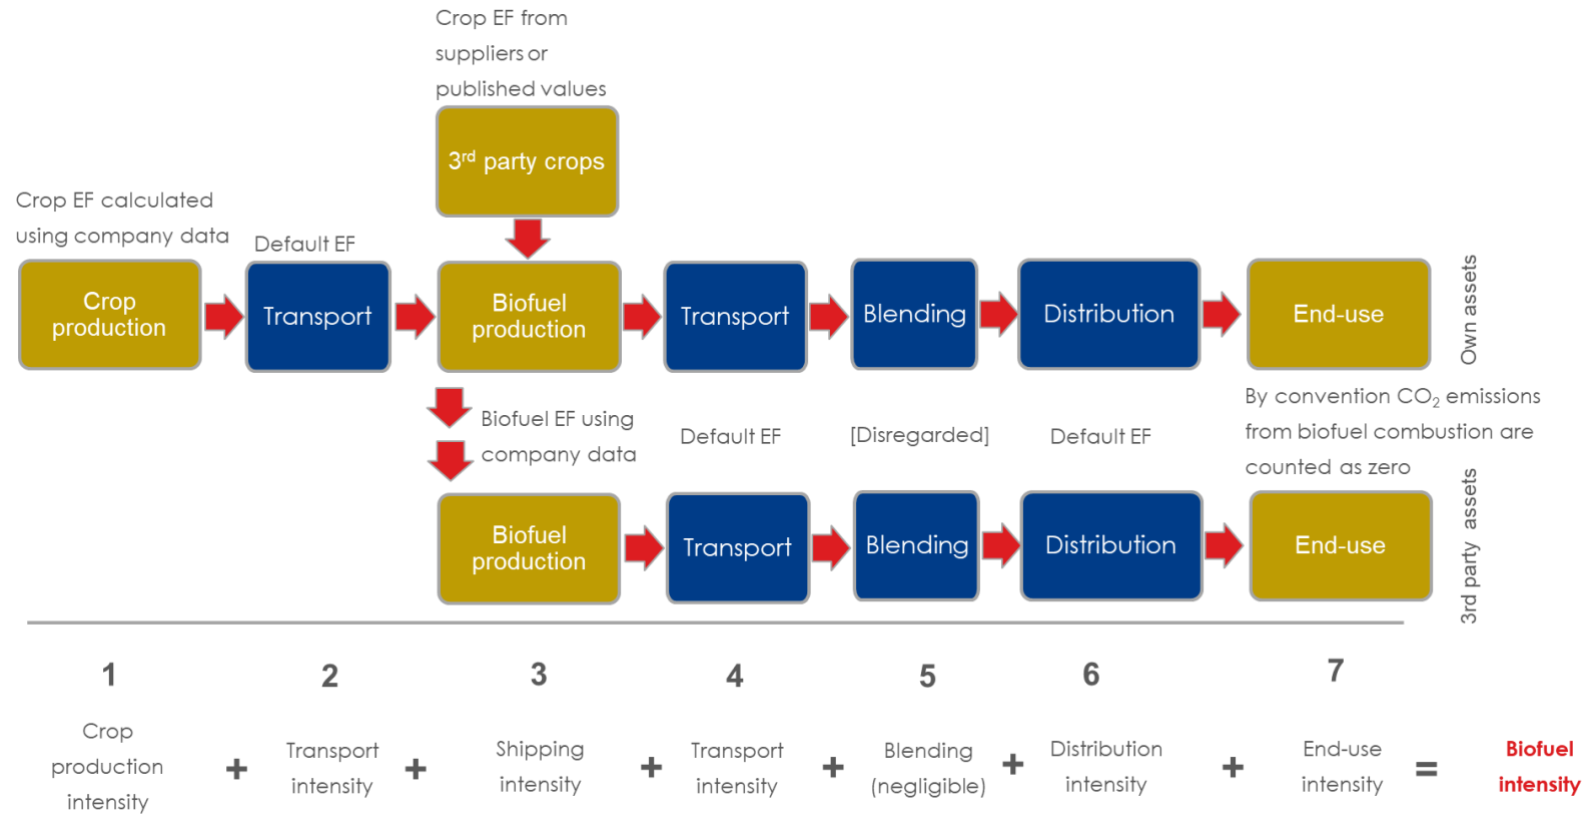 Crop EF from
suppliers or
published values
3rd party crops
Crop EF calculated
using company data
Default EF
Crop
production
Transport
Biofuel
production
Transport
Blending
Distribution
End-use
Own assets
Biofuel EF using
company data
Default EF
[Disregarded]
Default EF
By convention CO2 emissions
from biofuel combustion are
counted as zero
Biofuel
production
Transport
Blending
Distribution
End-use
3rd party assets
1
2
3
4
5
6
7
Crop
production
intensity
+
Transport
intensity
+
Shipping
intensity
+
Transport
intensity
+
Blending
(negligible)
+
Distribution
intensity
+
End-use
intensity
=
Biofuel
intensity